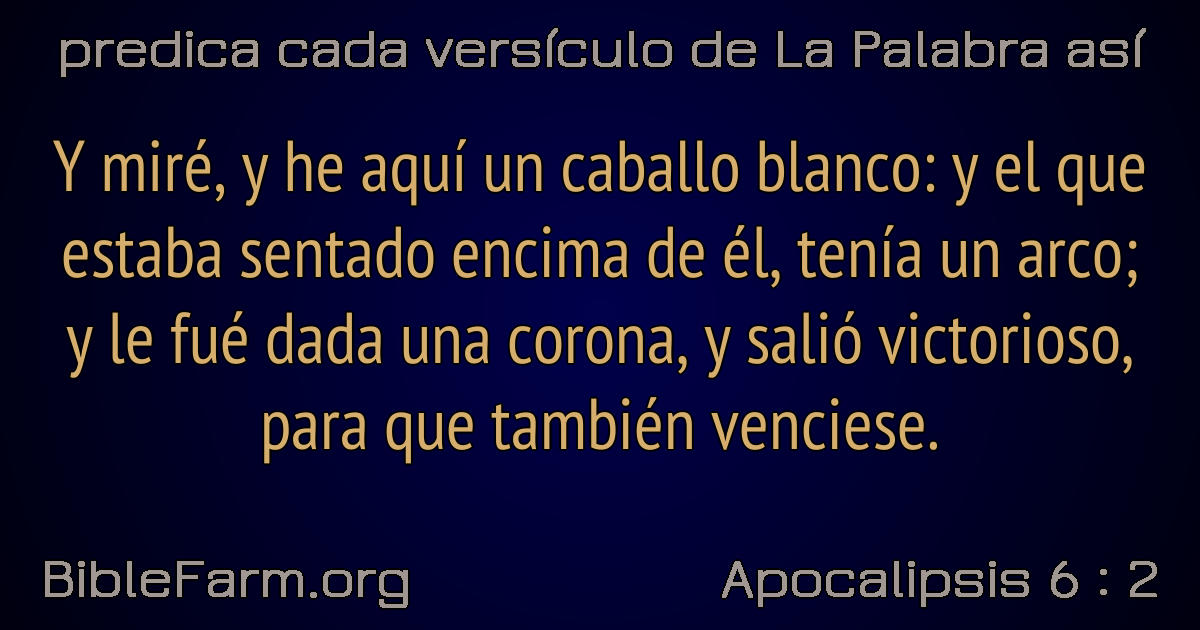 predica cada versículo de La Palabra así
Y miré, y he aquí un caballo blanco: y el que
estaba sentado encima de él, tenía un arco;
y le fué dada una corona, y salió victorioso,
para que también venciese.
BibleFarm.org
Apocalipsis 6 : 2